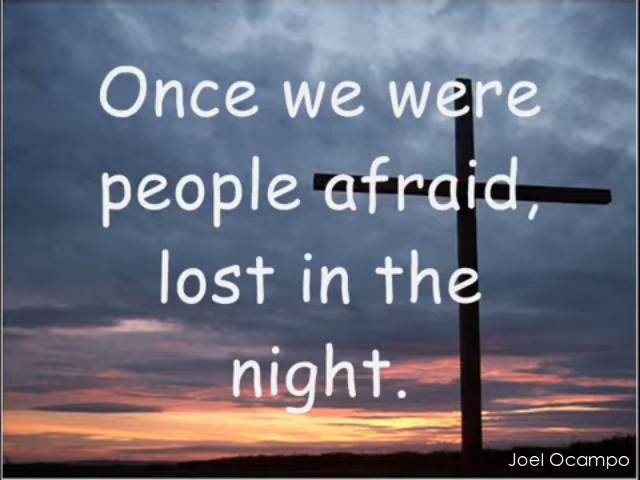 Once we were
people afraid,
lost in the
night.
Joel Ocampo